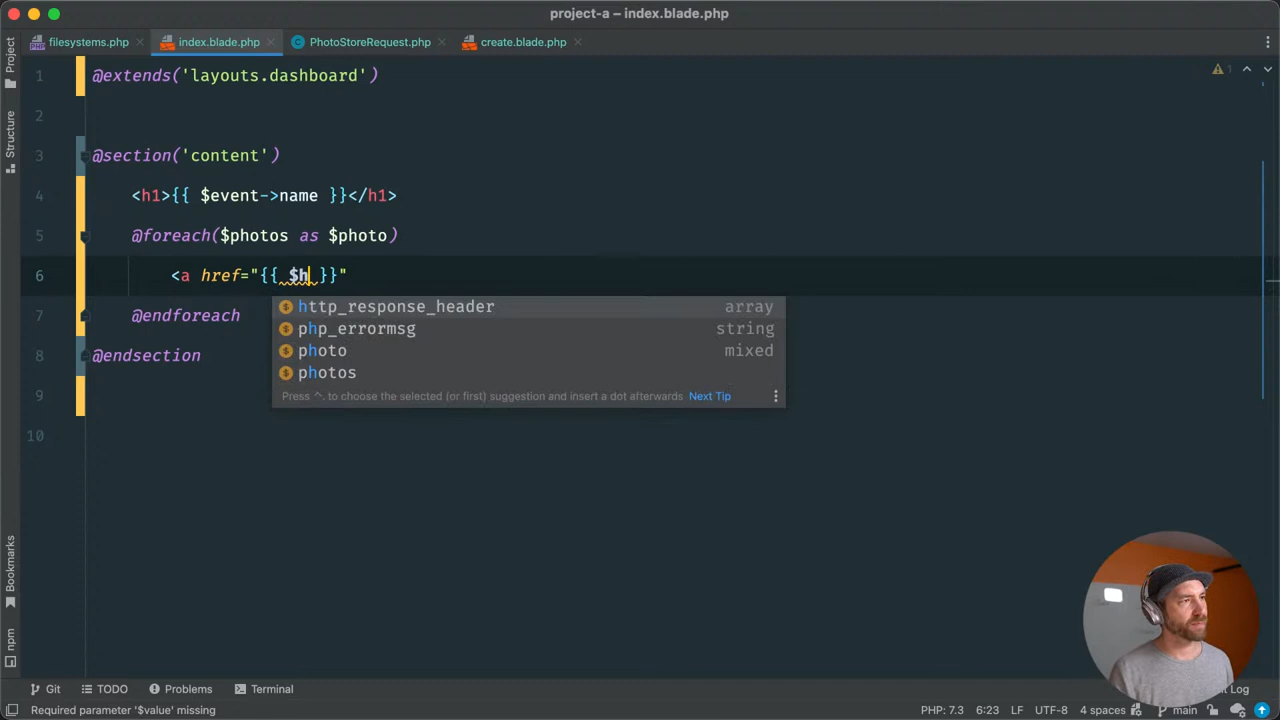 project-a – index.blade.php
filesystems.php index.blade.php PhotoStoreRequest.php create.blade.php
Project
Structure
Bookmarks
npm
1 @extends('layouts.dashboard') 1
2
3 @section('content')
4 <h1>{{ $event->name }}</h1>
5 @foreach($photos as $photo)
6 <a href="{{ $h }}"
http_response_header array
php_errormsg string
photo mixed
photos
Press ^. to choose the selected (or first) suggestion and insert a dot afterwards Next Tip
7 @endforeach
8 @endsection
9
10
Git TODO Problems Terminal Log
Required parameter '$value' missing PHP: 7.3 6:23 LF UTF-8 4 spaces main